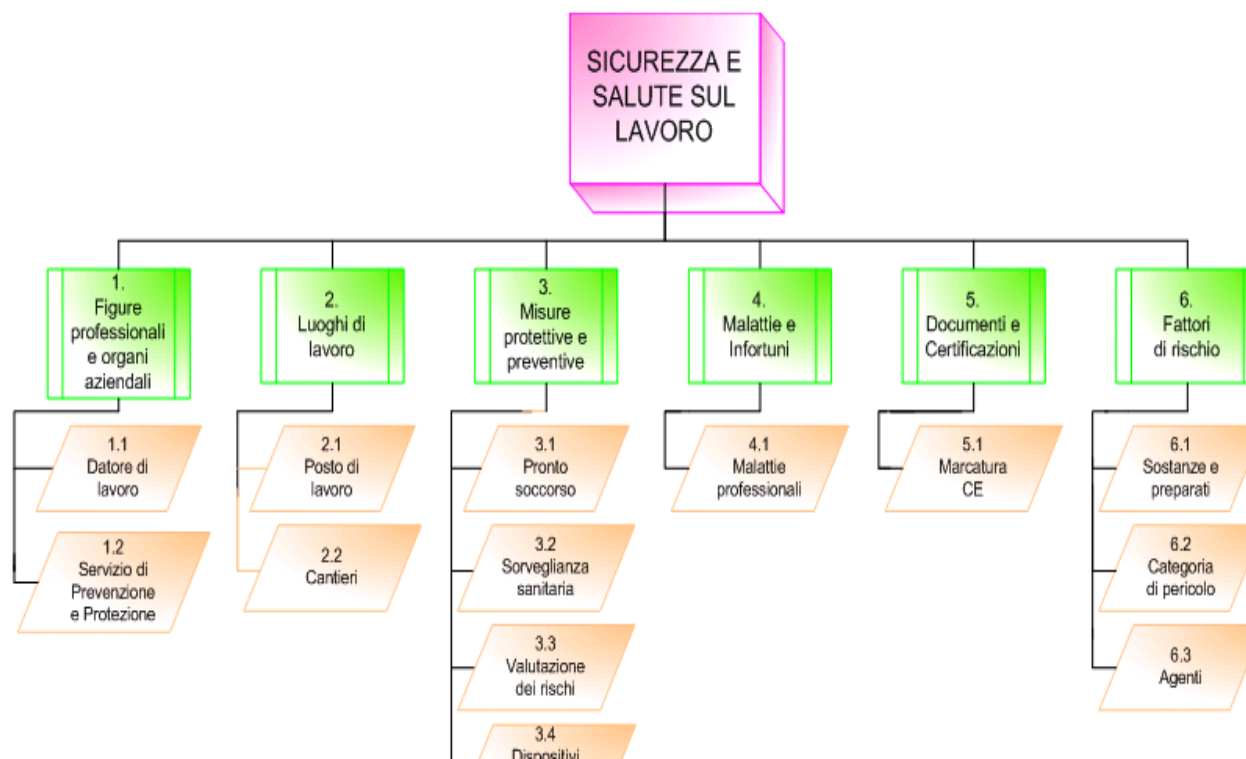 SICUREZZA E
SALUTE SUL
LAVORO
1.
Figure
professionali
e organi
aziendali
2.
Luoghi di
lavoro
3.
Misure
protettive e
preventive
4.
Malattie e
Infortuni
5.
Documenti e
Certificazioni
6.
Fattori
di rischio
1.1
Datore di
lavoro
1.2
Servizio di
Prevenzione
e Protezione
2.1
Posto di
lavoro
2.2
Cantieri
3.1
Pronto
soccorso
3.2
Sorveglianza
sanitaria
3.3
Valutazione
dei rischi
3.4
Dispositivi
4.1
Malattie
professionali
5.1
Marcatura
CE
6.1
Sostanze e
preparati
6.2
Categoria
di pericolo
6.3
Agenti